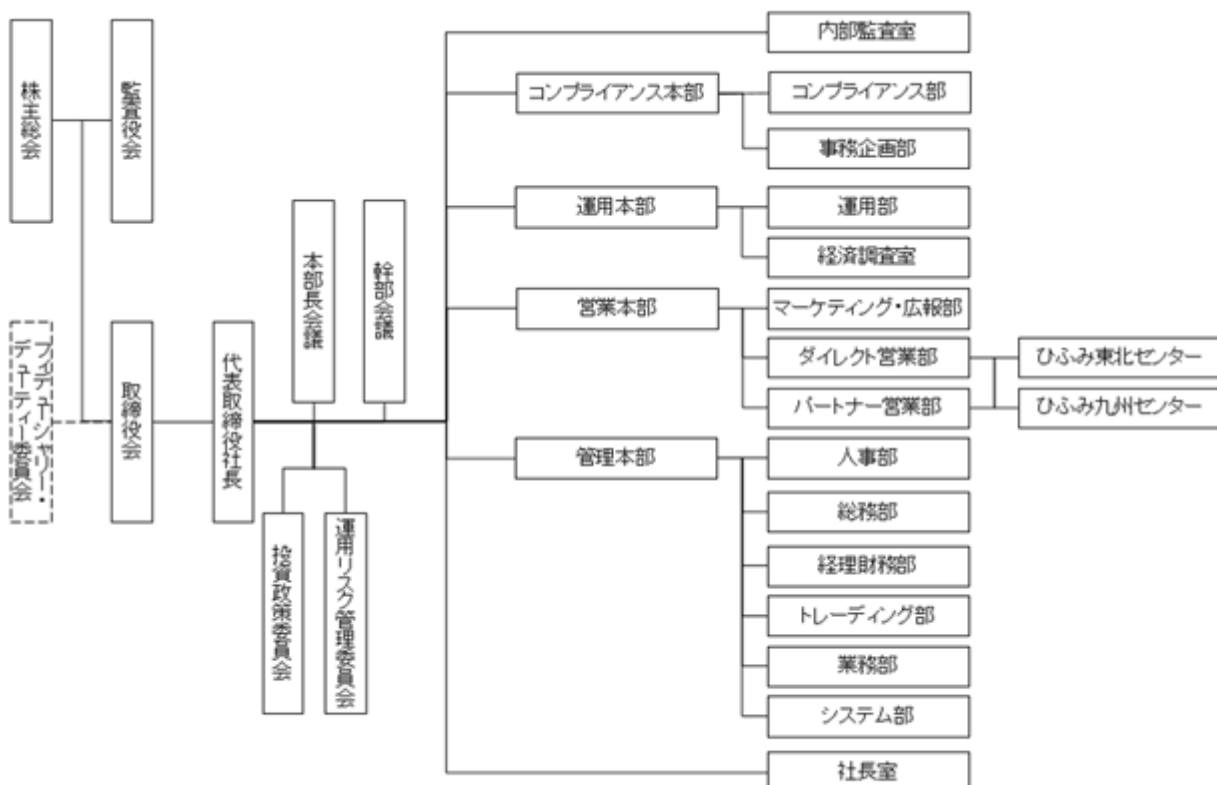 株主総会
監査役会
フィデューシャリー・
デューティー委員会
取締役会
代表取締役社長
本部長会議
幹部会議
投資政策委員会
運用リスク管理委員会
内部監査室
コンプライアンス本部
コンプライアンス部
事務企画部
運用本部
運用部
経済調査室
営業本部
マーケティング・広報部
ダイレクト営業部
ひふみ東北センター
パートナー営業部
ひふみ九州センター
管理本部
人事部
総務部
経理財務部
トレーディング部
業務部
システム部
社長室